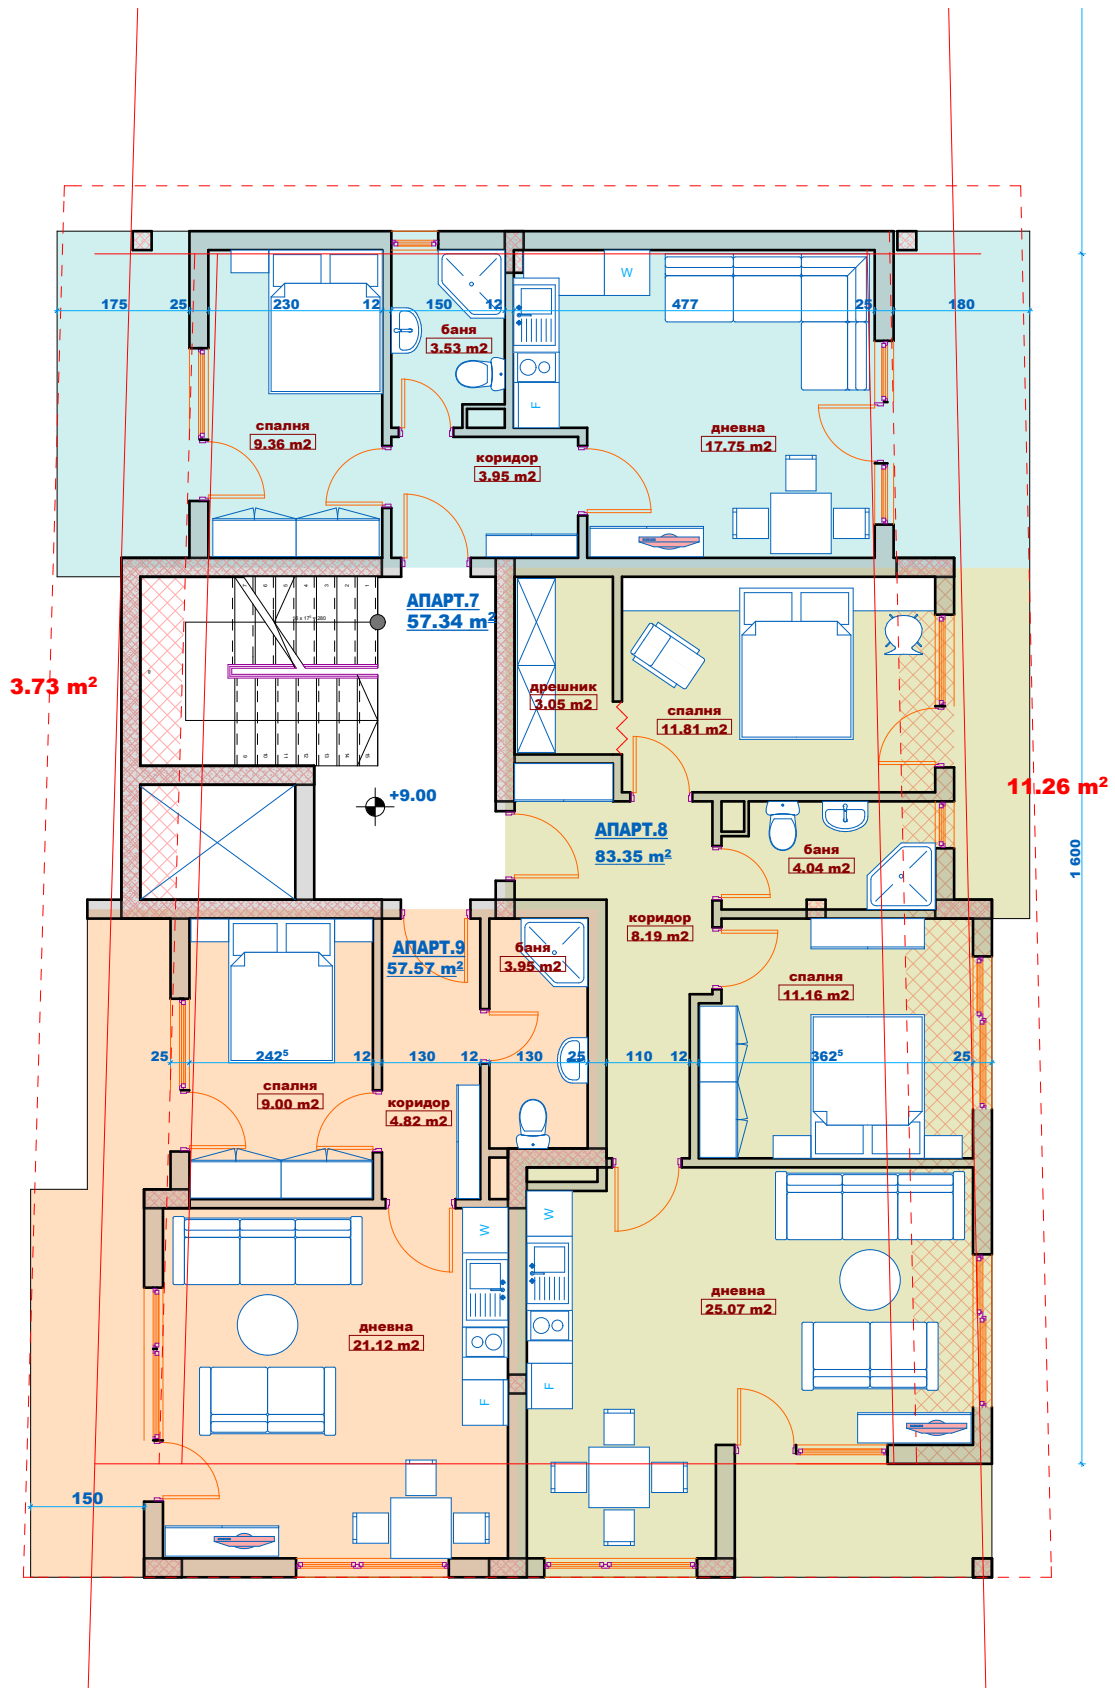 175
25
230
12
150
12
477
25
180
W
баня
3.53 m2
F
спалня
9.36 m2
дневна
17.75 m2
коридор
3.95 m2
АПАРТ.7
57.34 m²
3.73 m²
дрешник
3.05 m2
спалня
11.81 m2
11.26 m²
+9.00
АПАРТ.8
83.35 m²
баня
4.04 m2
1 600
коридор
8.19 m2
АПАРТ.9
57.57 m²
баня
3.95 m2
спалня
11.16 m2
25
242⁵
12
130
12
130
25
110
12
362⁵
25
спалня
9.00 m2
коридор
4.82 m2
W
W
дневна
25.07 m2
дневна
21.12 m2
F
F
150